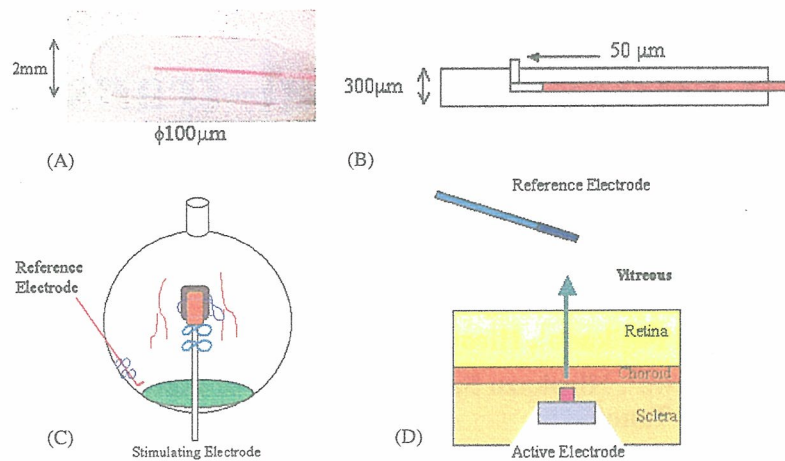 2mm
ϕ100μm
(A)
50 μm
300μm
(B)
Reference
Electrode
(C)
Stimulating Electrode
Reference Electrode
Vitreous
Retina
Choroid
Sclera
(D)
Active Electrode